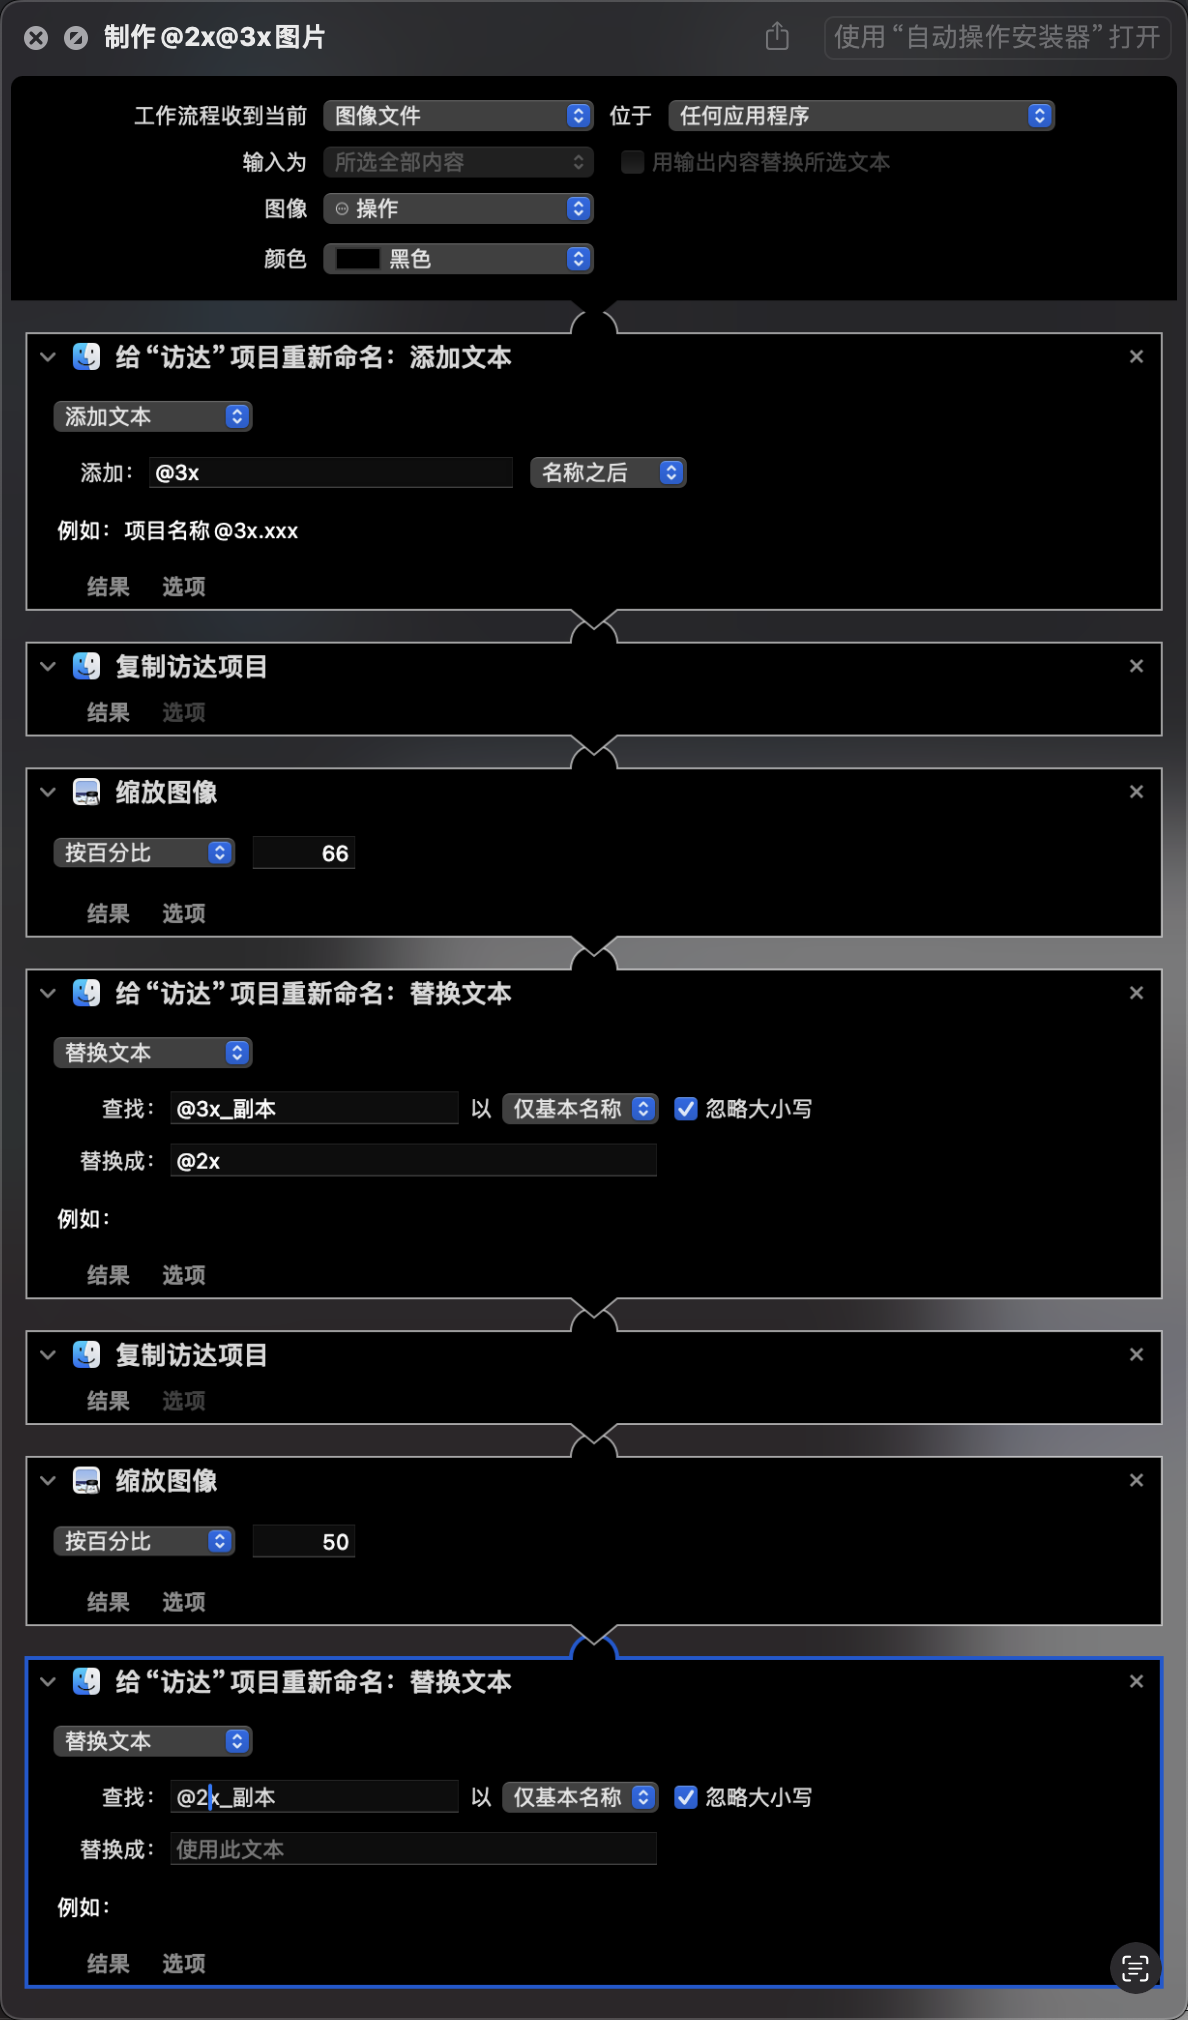 制作@2x@3x图片
使用“自动操作安装器”打开
工作流程收到当前 图像文件 位于 任何应用程序
输入为 所选全部内容 用输出内容替换所选文本
图像 操作
颜色 黑色
给“访达”项目重新命名：添加文本
添加文本
添加： @3x 名称之后
例如： 项目名称@3x.xxx
结果 选项
复制访达项目
结果 选项
缩放图像
按百分比 66
结果 选项
给“访达”项目重新命名：替换文本
替换文本
查找： @3x_副本 以 仅基本名称 忽略大小写
替换成： @2x
例如：
结果 选项
复制访达项目
结果 选项
缩放图像
按百分比 50
结果 选项
给“访达”项目重新命名：替换文本
替换文本
查找： @2x_副本 以 仅基本名称 忽略大小写
替换成： 使用此文本
例如：
结果 选项